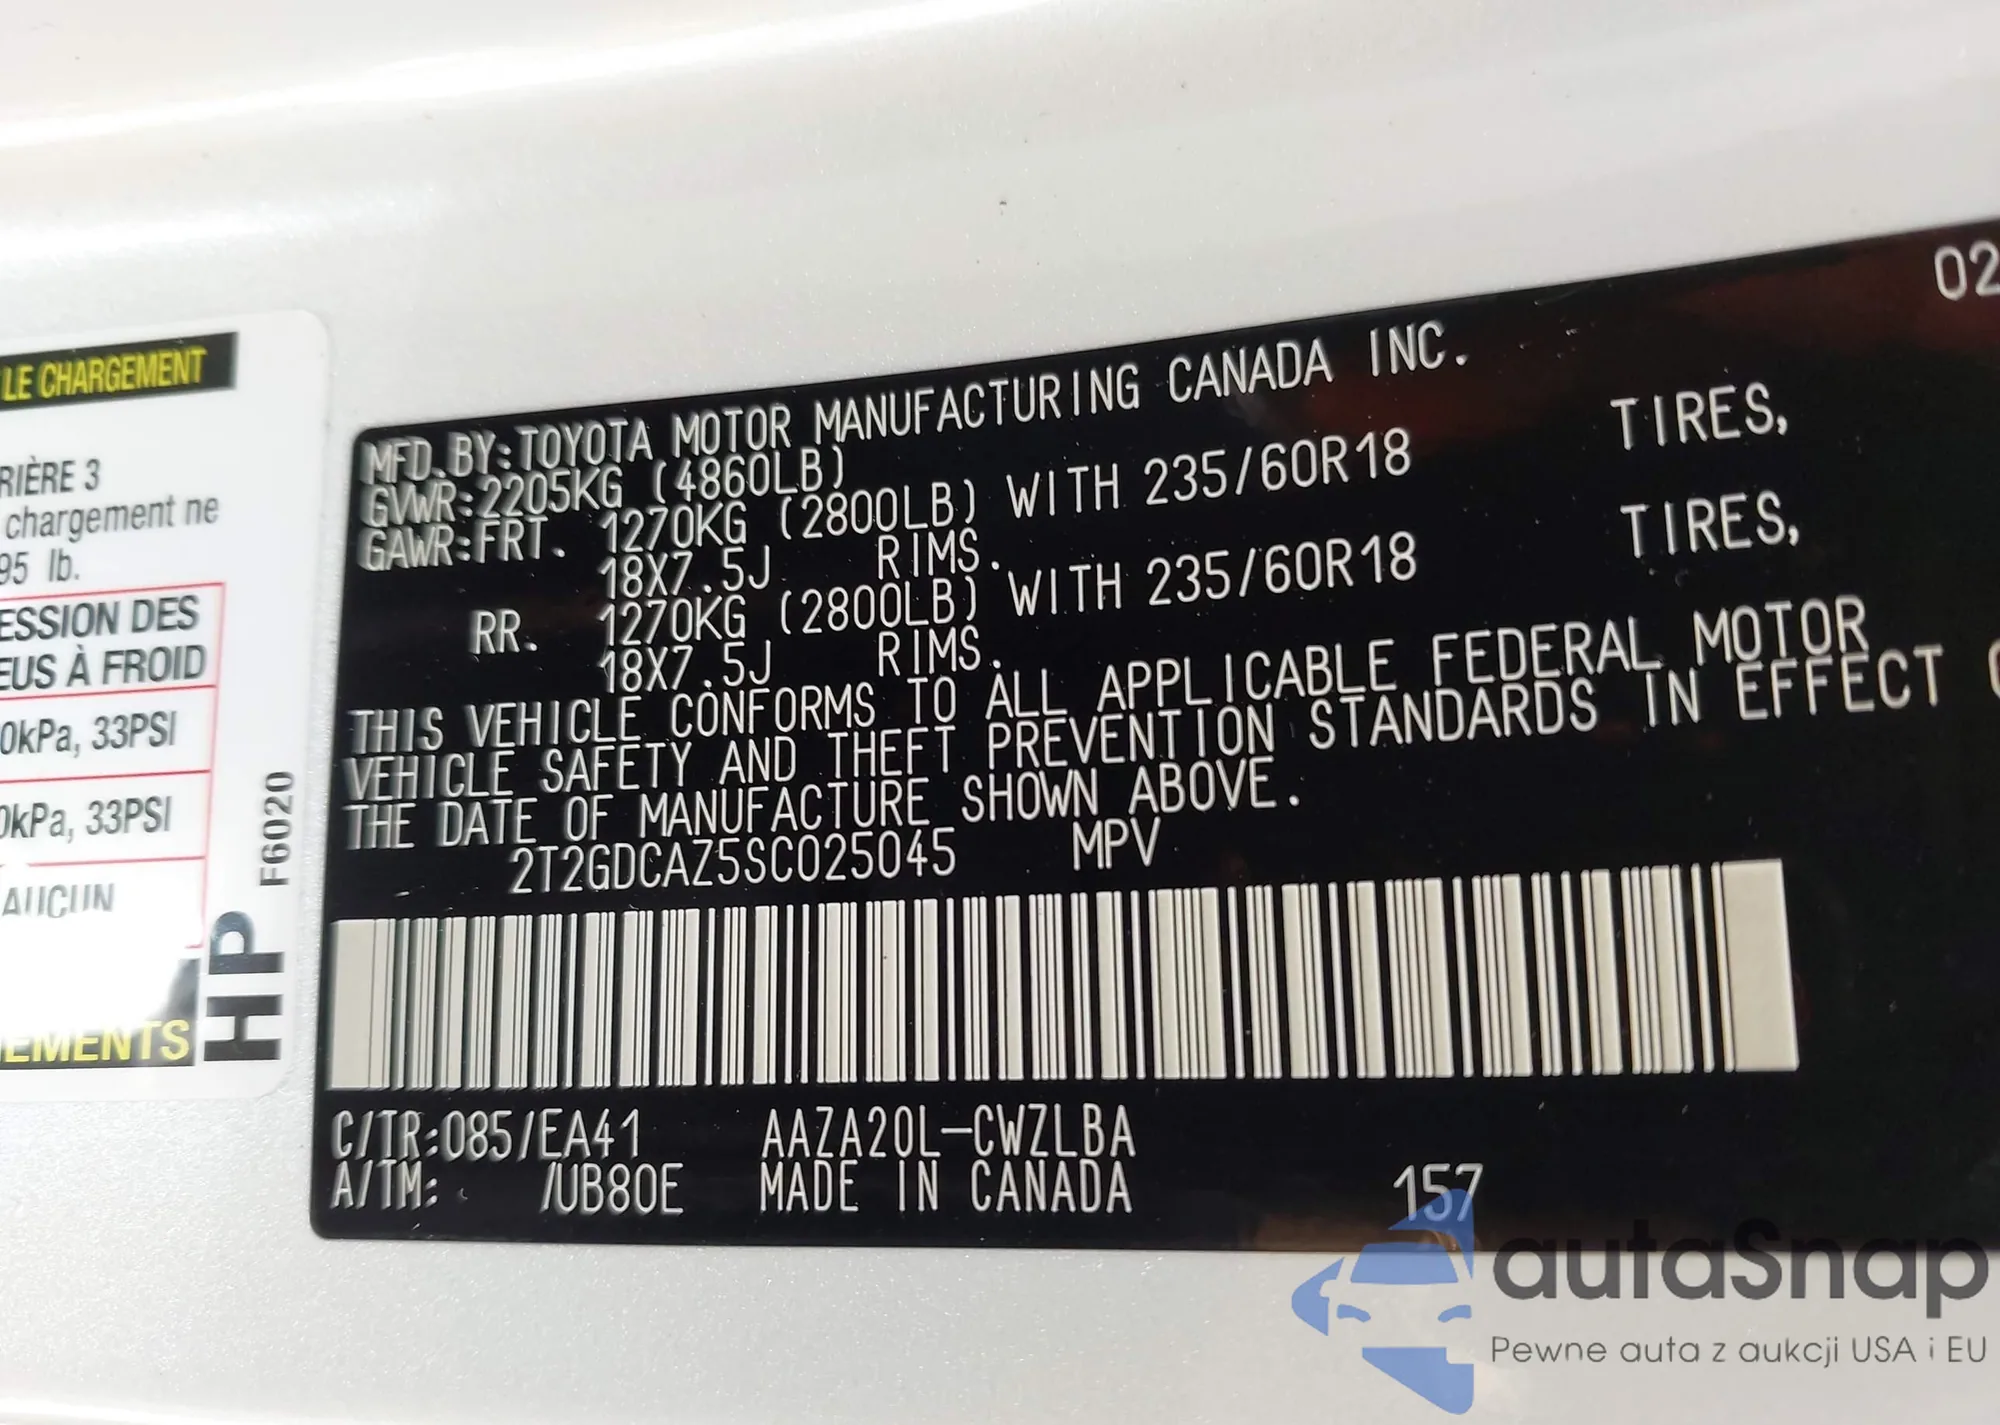 LE CHARGEMENT
RIÈRE 3
chargement ne
95 lb.
ESSION DES
EUS À FROID
0kPa, 33PSI
0kPa, 33PSI
AUCUN
EMENTS
F6020
HP
02
MFD. BY: TOYOTA MOTOR MANUFACTURING CANADA INC.
GVWR: 2205KG (4860LB)
GAWR: FRT. 1270KG (2800LB) WITH 235/60R18 TIRES,
18X7.5J RIMS.
RR. 1270KG (2800LB) WITH 235/60R18 TIRES,
18X7.5J RIMS.
THIS VEHICLE CONFORMS TO ALL APPLICABLE FEDERAL MOTOR
VEHICLE SAFETY AND THEFT PREVENTION STANDARDS IN EFFECT
THE DATE OF MANUFACTURE SHOWN ABOVE.
2T2GDCAZ5SC025045 MPV
C/TR: 085/EA41 AAZA20L-CWZLBA
A/TM: /UB80E MADE IN CANADA 157
autaSnap
Pewne auta z aukcji USA i EU